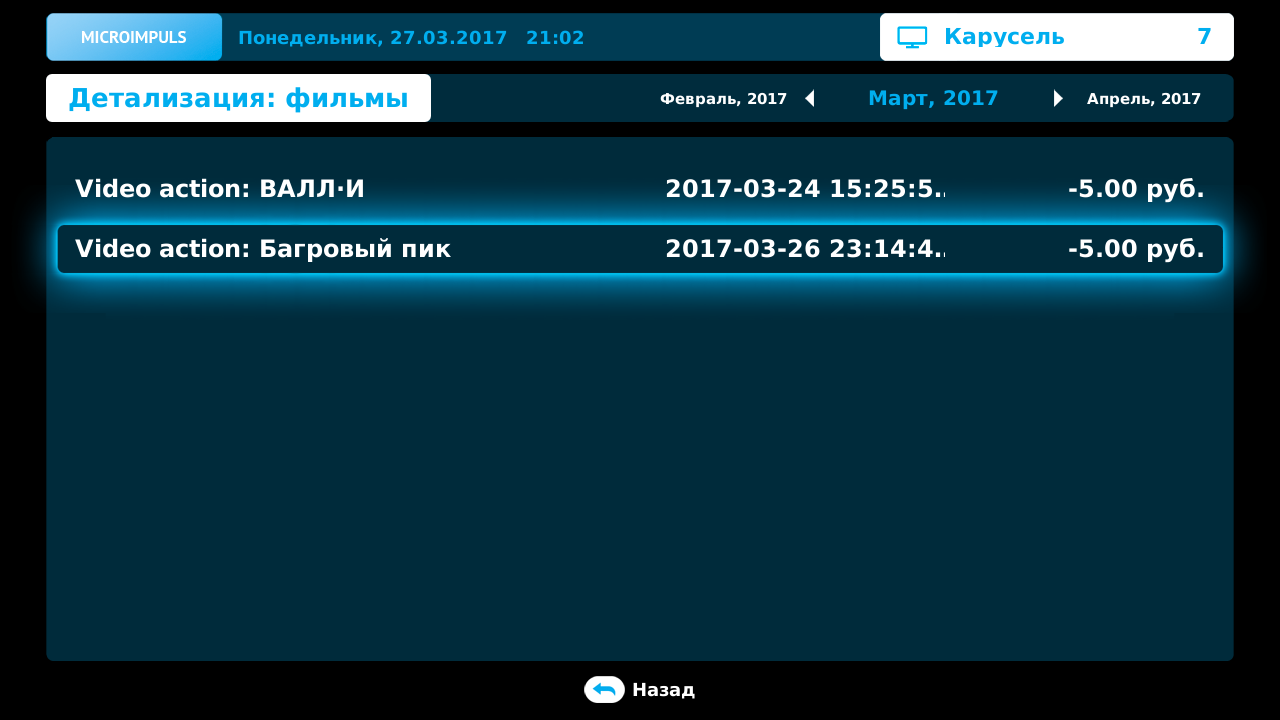 MICROIMPULS Понедельник, 27.03.2017 21:02 Карусель 7
Детализация: фильмы Февраль, 2017 Март, 2017 Апрель, 2017
Video action: ВАЛЛ·И 2017-03-24 15:25:5.. -5.00 руб.
Video action: Багровый пик 2017-03-26 23:14:4.. -5.00 руб.
Назад